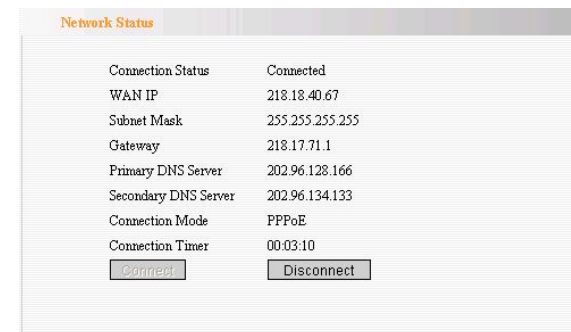 Network Status
Connection Status Connected
WAN IP 218.18.40.67
Subnet Mask 255.255.255.255
Gateway 218.17.71.1
Primary DNS Server 202.96.128.166
Secondary DNS Server 202.96.134.133
Connection Mode PPPoE
Connection Timer 00:03:10
Connect Disconnect